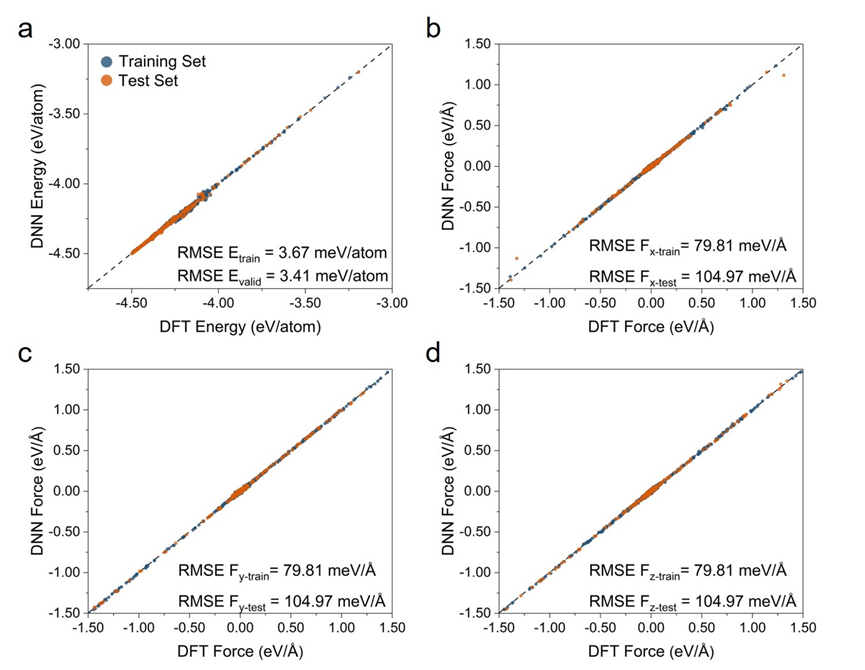 a
-3.00
-3.50
-4.00
-4.50
DNN Energy (eV/atom)
Training Set
Test Set
RMSE Etrain = 3.67 meV/atom
RMSE Evalid = 3.41 meV/atom
-4.50 -4.00 -3.50 -3.00
DFT Energy (eV/atom)
b
1.50
1.00
0.50
0.00
-0.50
-1.00
-1.50
DNN Force (eV/Å)
RMSE Fx-train= 79.81 meV/Å
RMSE Fx-test = 104.97 meV/Å
-1.50 -1.00 -0.50 0.00 0.50 1.00 1.50
DFT Force (eV/Å)
c
1.50
1.00
0.50
0.00
-0.50
-1.00
-1.50
DNN Force (eV/Å)
RMSE Fy-train= 79.81 meV/Å
RMSE Fy-test = 104.97 meV/Å
-1.50 -1.00 -0.50 0.00 0.50 1.00 1.50
DFT Force (eV/Å)
d
1.50
1.00
0.50
0.00
-0.50
-1.00
-1.50
DNN Force (eV/Å)
RMSE Fz-train= 79.81 meV/Å
RMSE Fz-test = 104.97 meV/Å
-1.50 -1.00 -0.50 0.00 0.50 1.00 1.50
DFT Force (eV/Å)